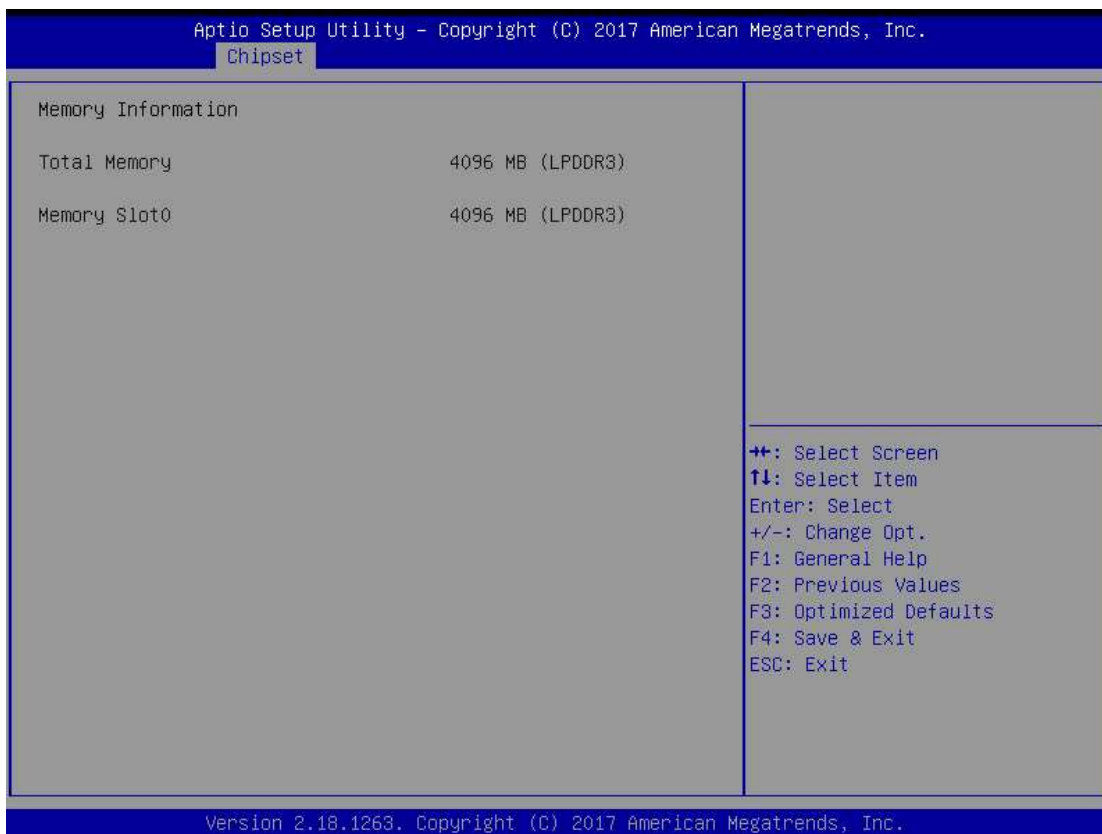 Aptio Setup Utility – Copyright (C) 2017 American Megatrends, Inc.
Chipset
Memory Information
Total Memory 4096 MB (LPDDR3)
Memory Slot0 4096 MB (LPDDR3)
→←: Select Screen
↑↓: Select Item
Enter: Select
+/-: Change Opt.
F1: General Help
F2: Previous Values
F3: Optimized Defaults
F4: Save & Exit
ESC: Exit
Version 2.18.1263. Copyright (C) 2017 American Megatrends, Inc.